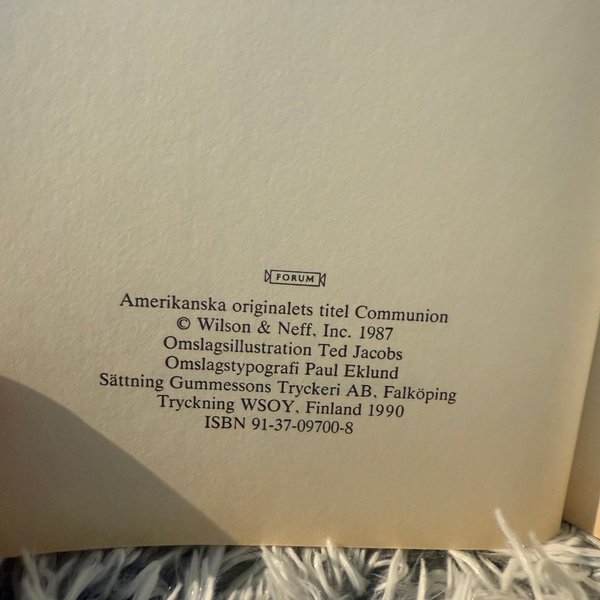 FORUM
Amerikanska originalets titel Communion
© Wilson & Neff, Inc. 1987
Omslagsillustration Ted Jacobs
Omslagstypografi Paul Eklund
Sättning Gummessons Tryckeri AB, Falköping
Tryckning WSOY, Finland 1990
ISBN 91-37-09700-8